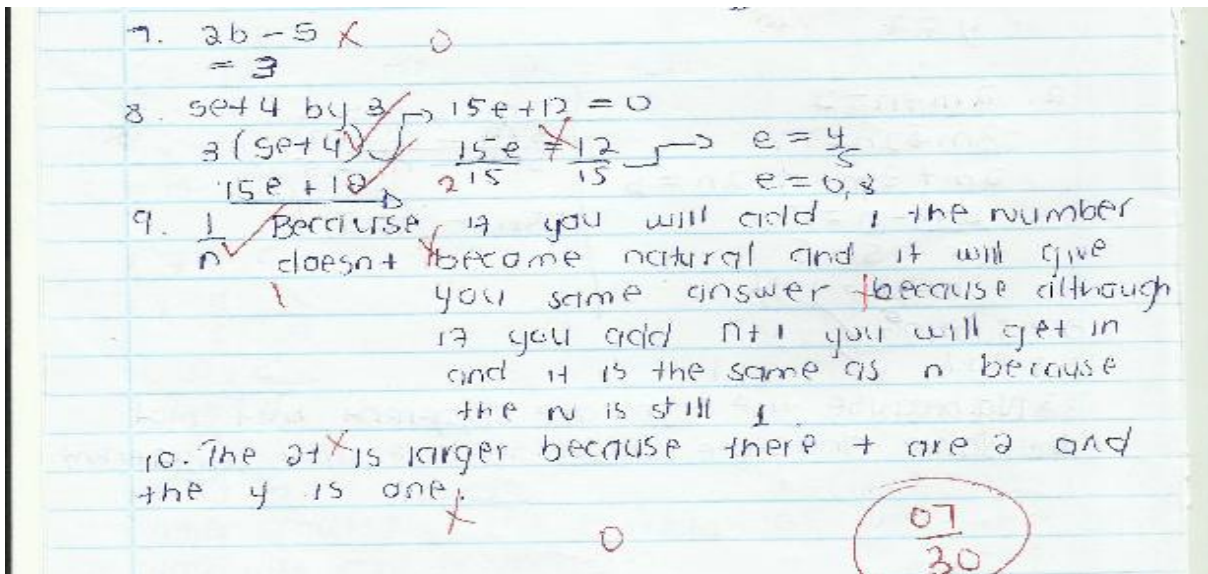 7. 2b - 5 x 0
= 3
8. 5e+4 by 3 → 15e+12 = 0
3(5e+4) 15e/15 = 12/15 → e = 4/5
15e + 12 2 e = 0,8
9. 1/n Because, if you will add 1 the number
doesnt become natural and it will give
1 you same answer because although
if you add n+1 you will get 1n
and it is the same as n because
the n is still 1.
10. The 2t is larger because there t are 2 and
the 4 is one.
0 07/30